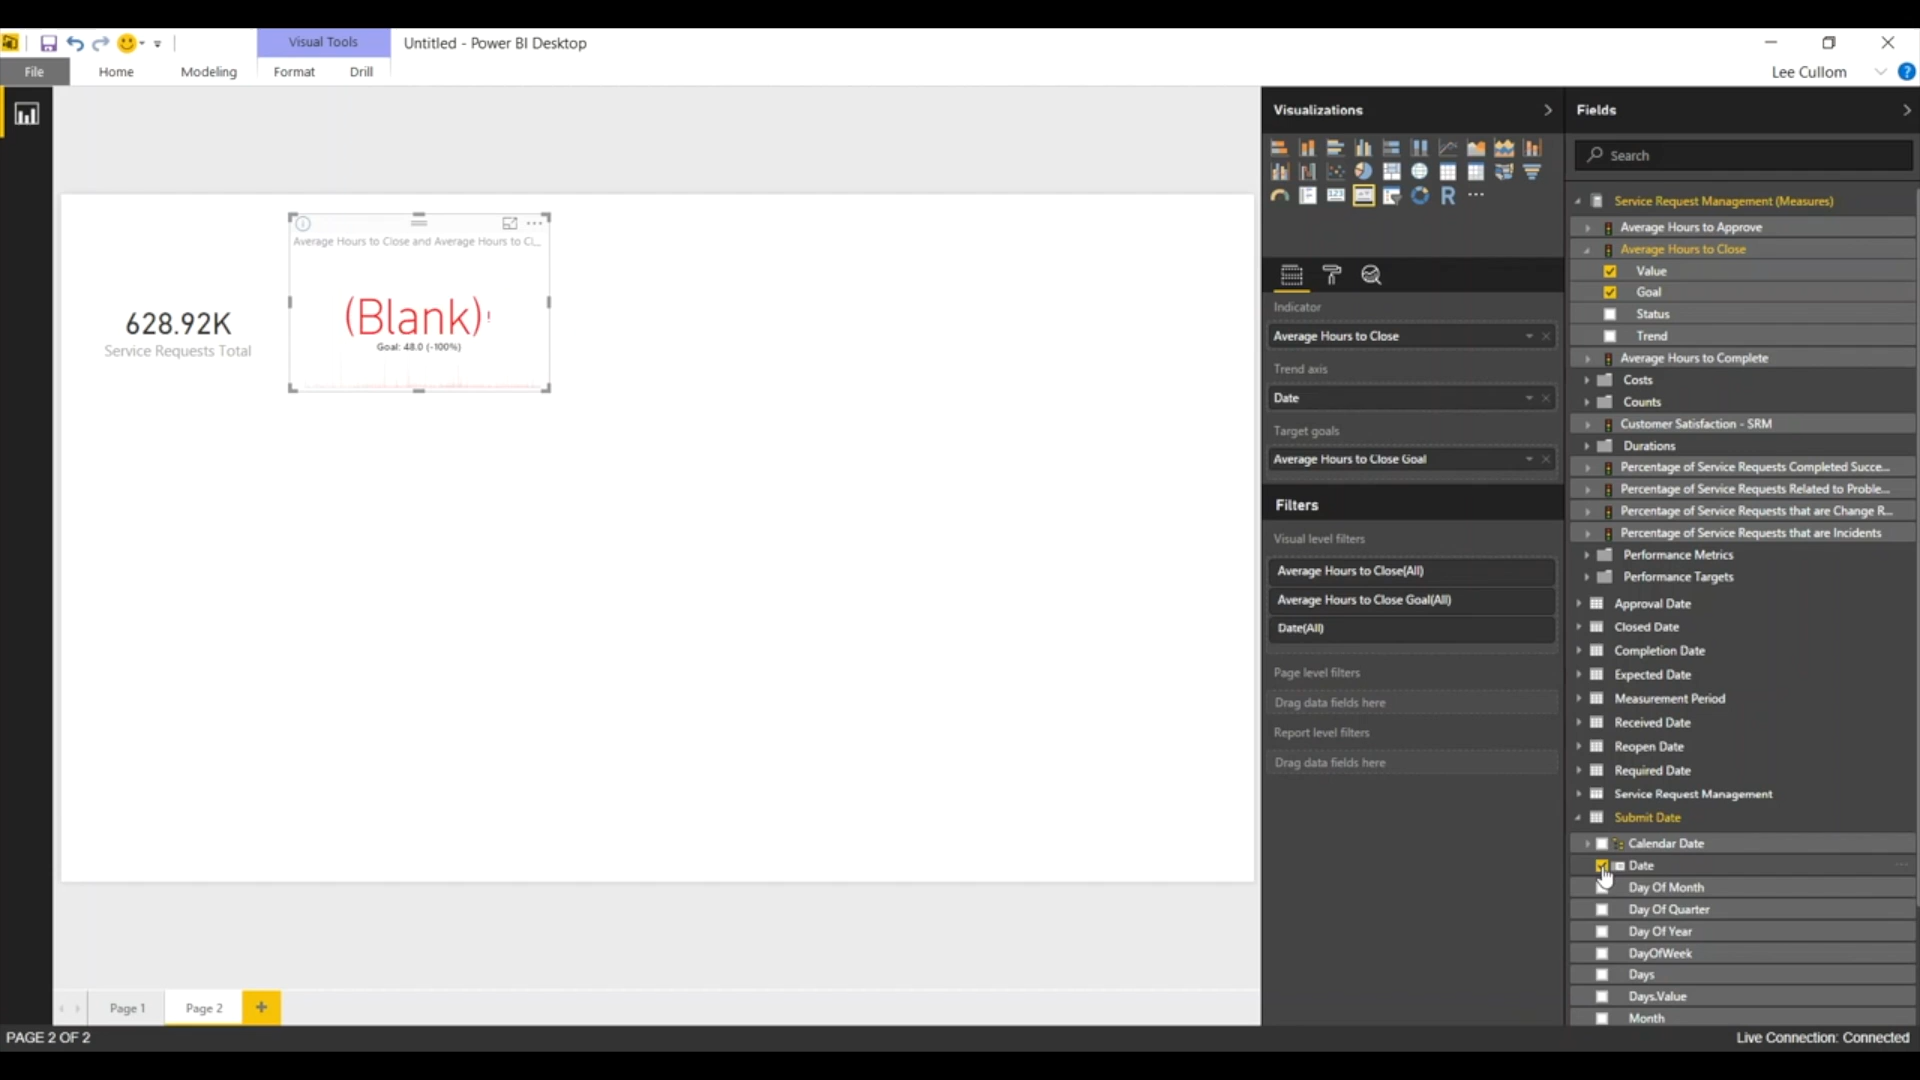 Visual Tools
Untitled - Power BI Desktop
File
Home
Modeling
Format
Drill
Lee Cullom
?
628.92K
Service Requests Total
Average Hours to Close and Average Hours to Cl...
(Blank)!
Goal: 48.0 (-100%)
Visualizations
R
Indicator
Average Hours to Close
Trend axis
Date
Target goals
Average Hours to Close Goal
Filters
Visual level filters
Average Hours to Close(All)
Average Hours to Close Goal(All)
Date(All)
Page level filters
Drag data fields here
Report level filters
Drag data fields here
Fields
Search
Service Request Management (Measures)
Average Hours to Approve
Average Hours to Close
Value
Goal
Status
Trend
Average Hours to Complete
Costs
Counts
Customer Satisfaction - SRM
Durations
Percentage of Service Requests Completed Succe...
Percentage of Service Requests Related to Proble...
Percentage of Service Requests that are Change R...
Percentage of Service Requests that are Incidents
Performance Metrics
Performance Targets
Approval Date
Closed Date
Completion Date
Expected Date
Measurement Period
Received Date
Reopen Date
Required Date
Service Request Management
Submit Date
Calendar Date
Date
Day Of Month
Day Of Quarter
Day Of Year
DayOfWeek
Days
Days.Value
Month
Page 1
Page 2
+
PAGE 2 OF 2
Live Connection: Connected